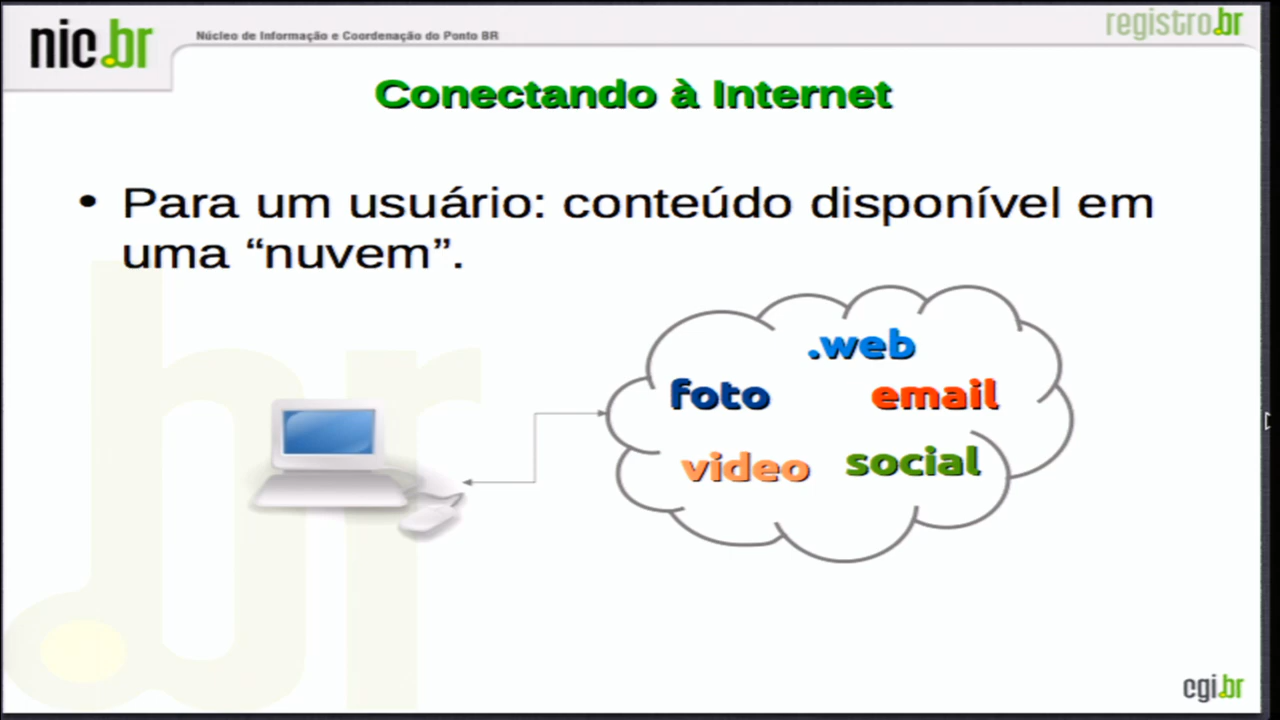 nic.br
Núcleo de Informação e Coordenação do Ponto BR
registro.br
Conectando à Internet
• Para um usuário: conteúdo disponível em
uma “nuvem”.
.web
foto email
video social
cgi.br